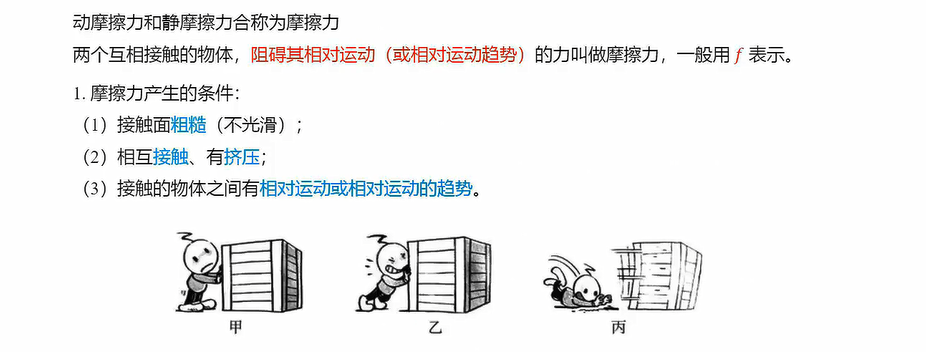 动摩擦力和静摩擦力合称为摩擦力
两个互相接触的物体，阻碍其相对运动（或相对运动趋势）的力叫做摩擦力，一般用 f 表示。
1. 摩擦力产生的条件：
（1）接触面粗糙（不光滑）；
（2）相互接触、有挤压；
（3）接触的物体之间有相对运动或相对运动的趋势。
甲 乙 丙